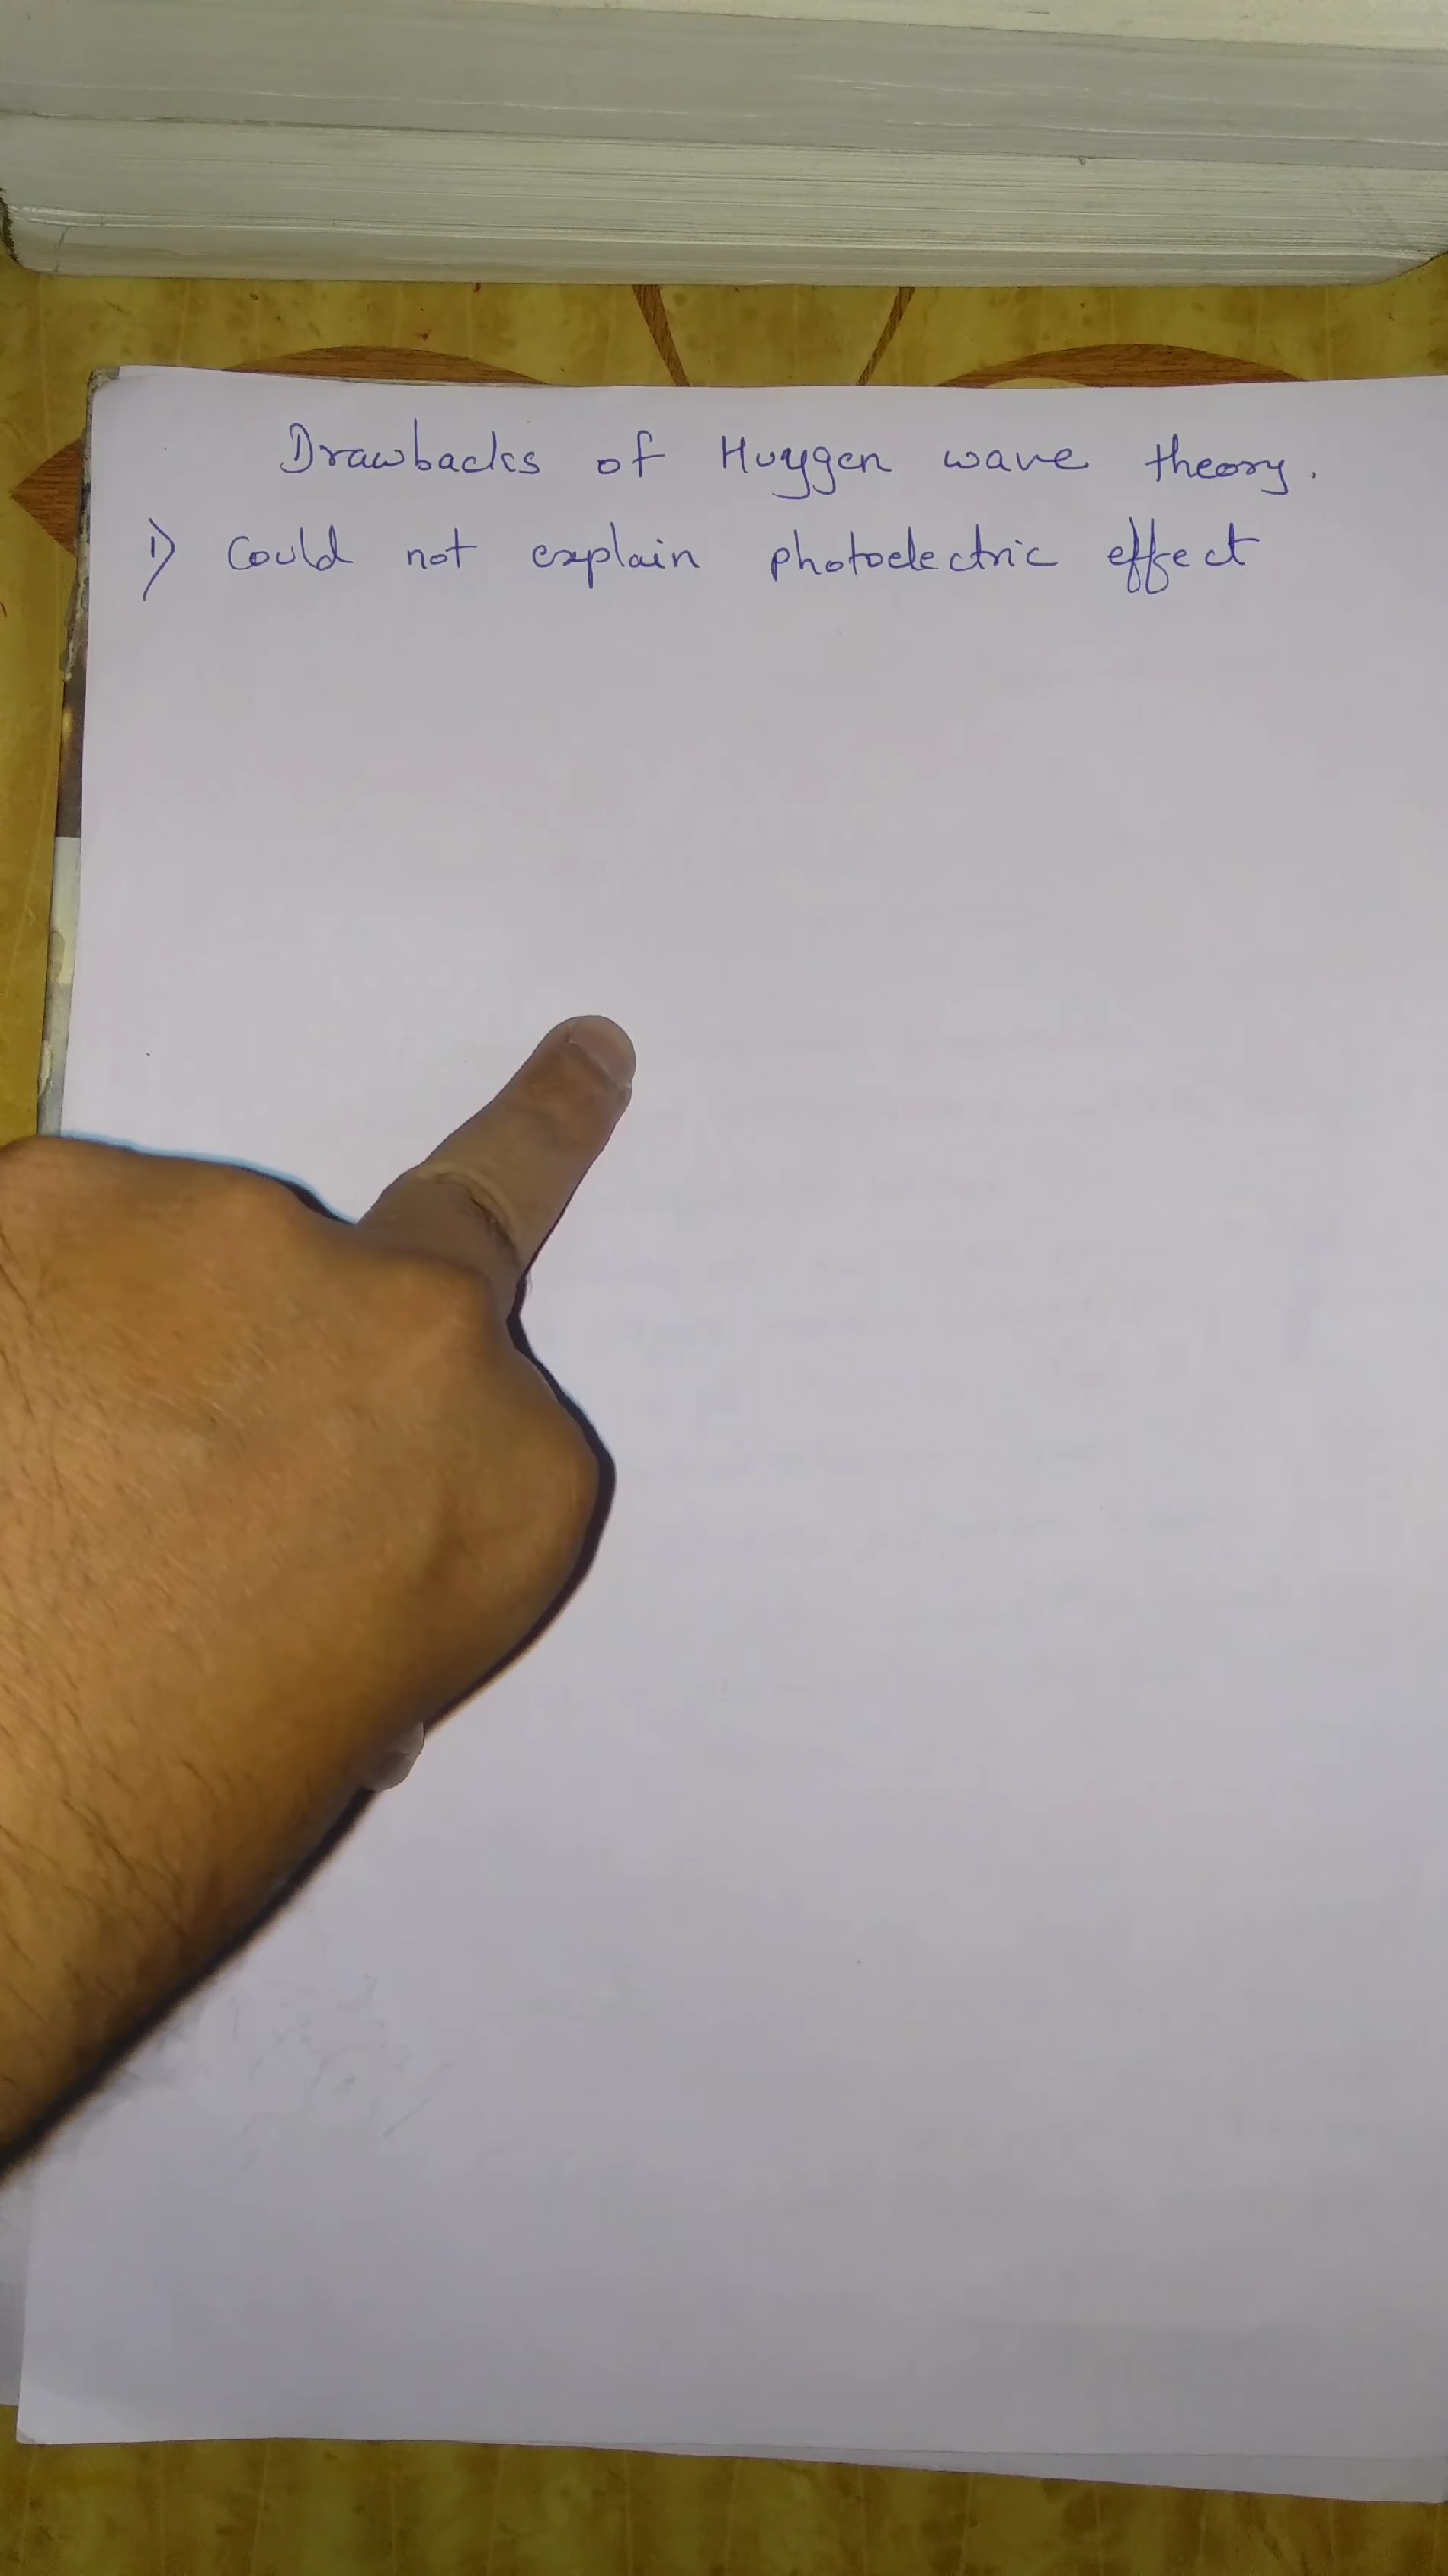 Drawbacks of Huygen wave theory.
1) Could not explain photoelectric effect